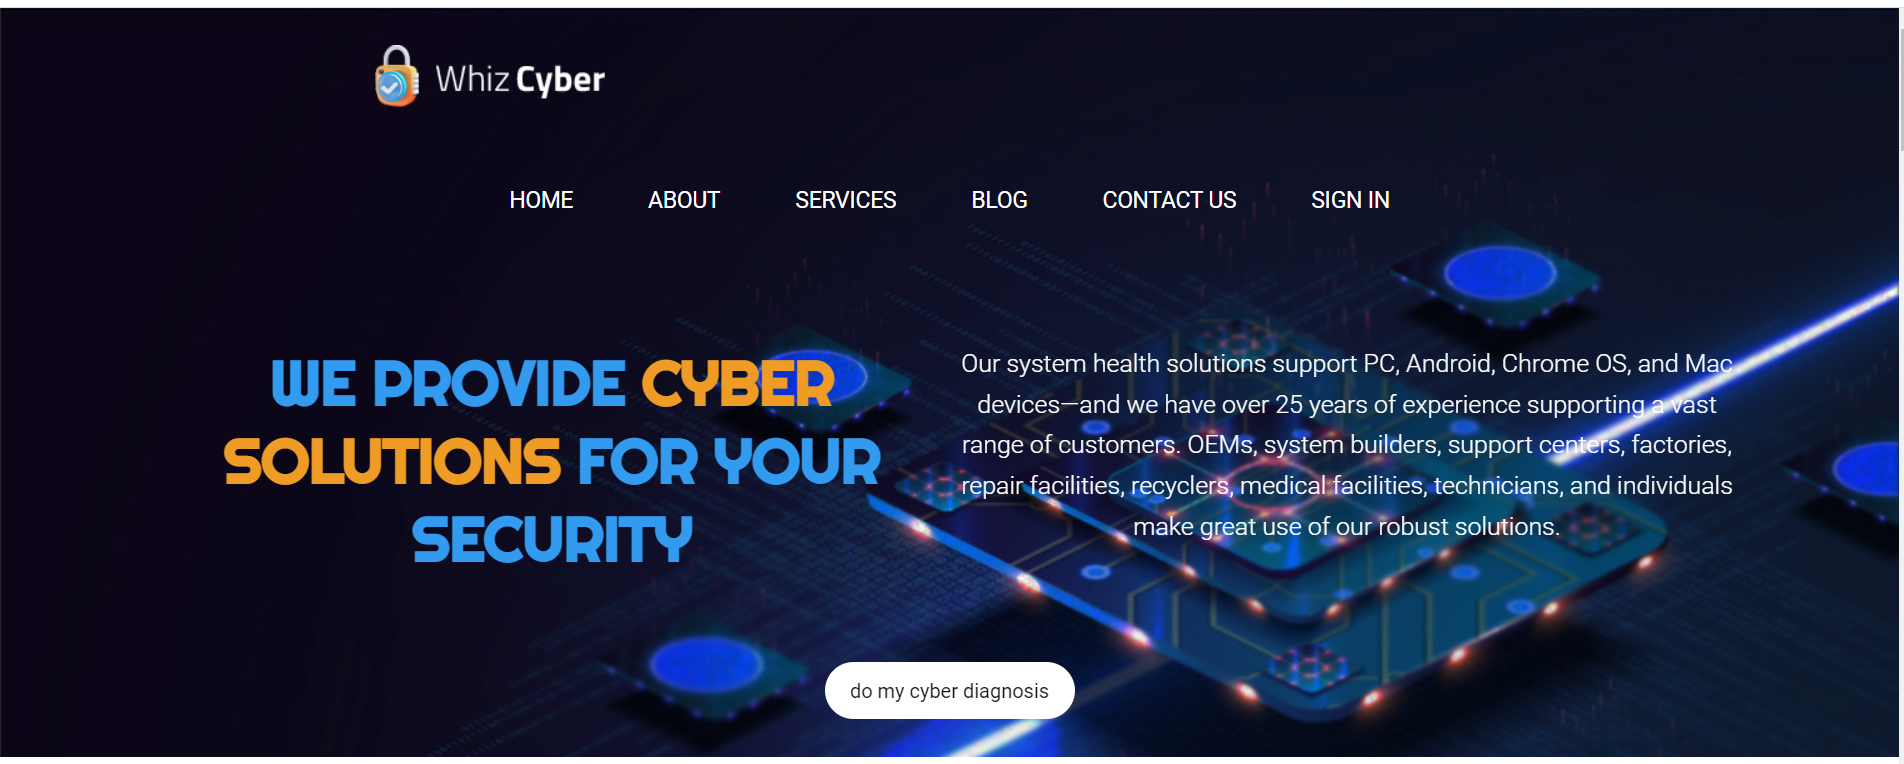 Whiz Cyber
HOME ABOUT SERVICES BLOG CONTACT US SIGN IN
WE PROVIDE CYBER
SOLUTIONS FOR YOUR
SECURITY
Our system health solutions support PC, Android, Chrome OS, and Mac
devices—and we have over 25 years of experience supporting a vast
range of customers. OEMs, system builders, support centers, factories,
repair facilities, recyclers, medical facilities, technicians, and individuals
make great use of our robust solutions.
do my cyber diagnosis